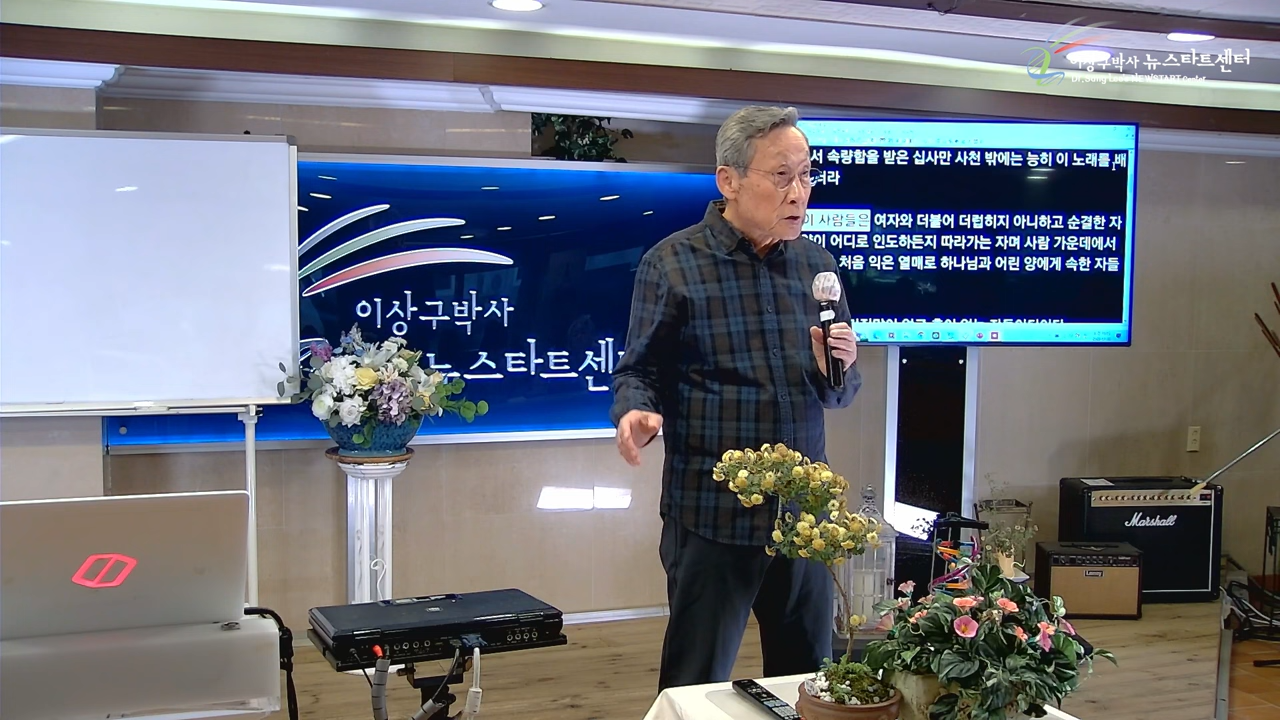 이상구박사 뉴스타트센터
서 속량함을 받은 십사만 사천 밖에는 능히 이 노래를 배
더라
이 사람들은 여자와 더불어 더럽히지 아니하고 순결한 자
양이 어디로 인도하든지 따라가는 자며 사람 가운데에서
처음 익은 열매로 하나님과 어린 양에게 속한 자들
이상구박사
뉴스타트센
Marshall
Laney